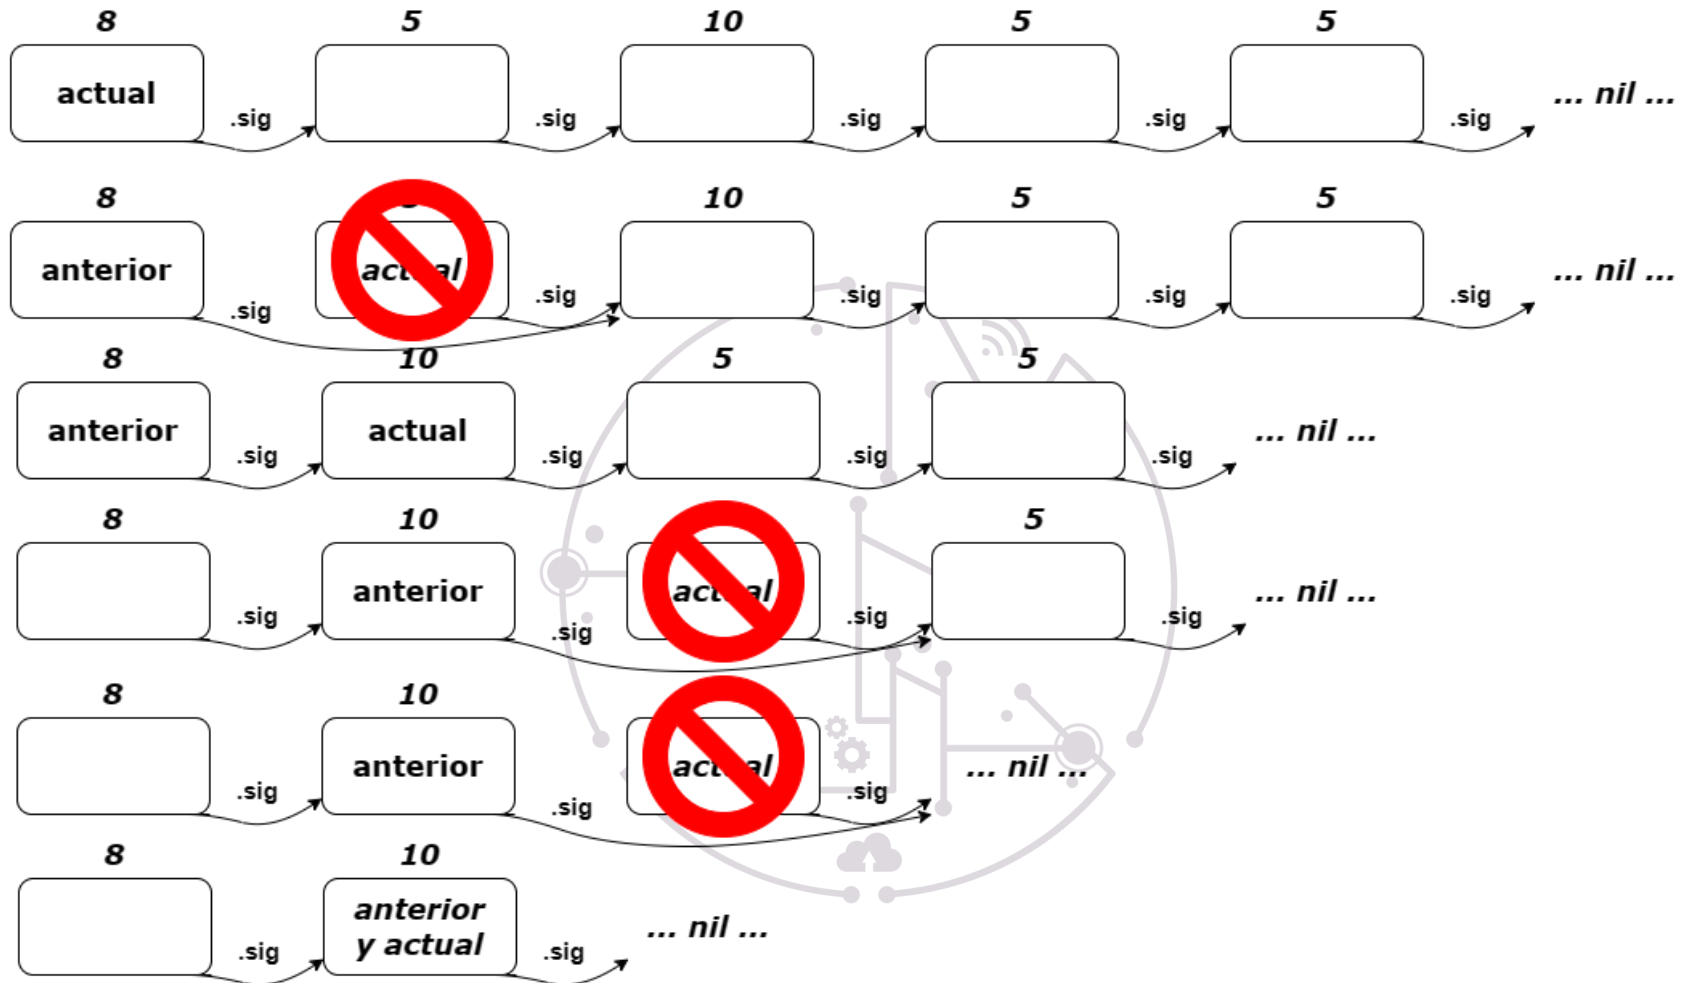 8 5 10 5 5
actual
.sig .sig .sig .sig .sig
... nil ...
8 10 5 5
anterior actual
.sig .sig .sig .sig .sig
... nil ...
8 10 5 5
anterior actual
.sig .sig .sig .sig
... nil ...
8 10 5
anterior actual
.sig .sig .sig .sig
... nil ...
8 10
anterior actual
.sig .sig .sig
... nil ...
8 10
anterior
y actual
.sig .sig
... nil ...